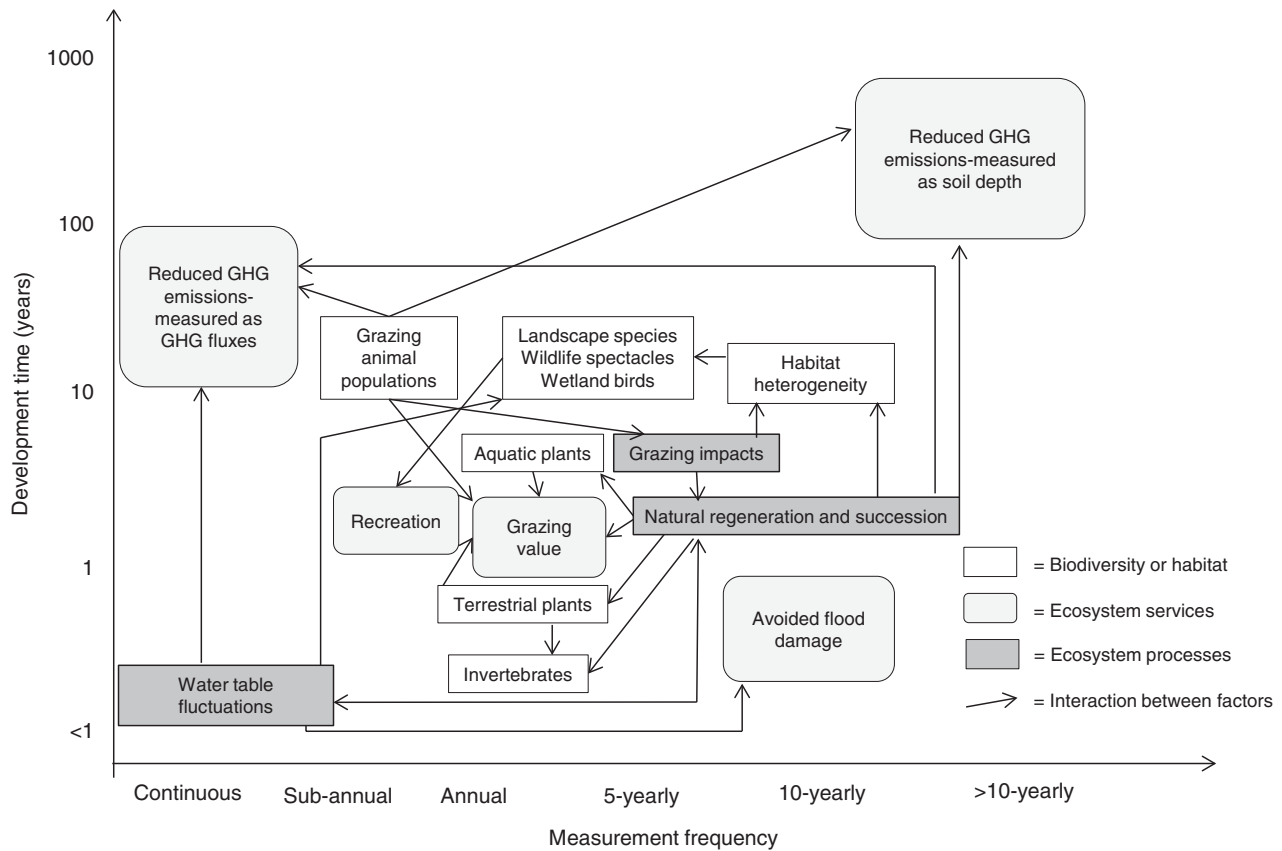 1000
100
10
1
<1
Development time (years)
Reduced GHG
emissions-measured
as soil depth
Reduced GHG
emissions-
measured as
GHG fluxes
Grazing
animal
populations
Landscape species
Wildlife spectacles
Wetland birds
Habitat
heterogeneity
Aquatic plants
Grazing impacts
Recreation
Grazing
value
Natural regeneration and succession
Terrestrial plants
Invertebrates
Avoided flood
damage
Water table
fluctuations
= Biodiversity or habitat
= Ecosystem services
= Ecosystem processes
= Interaction between factors
Continuous
Sub-annual
Annual
5-yearly
10-yearly
>10-yearly
Measurement frequency